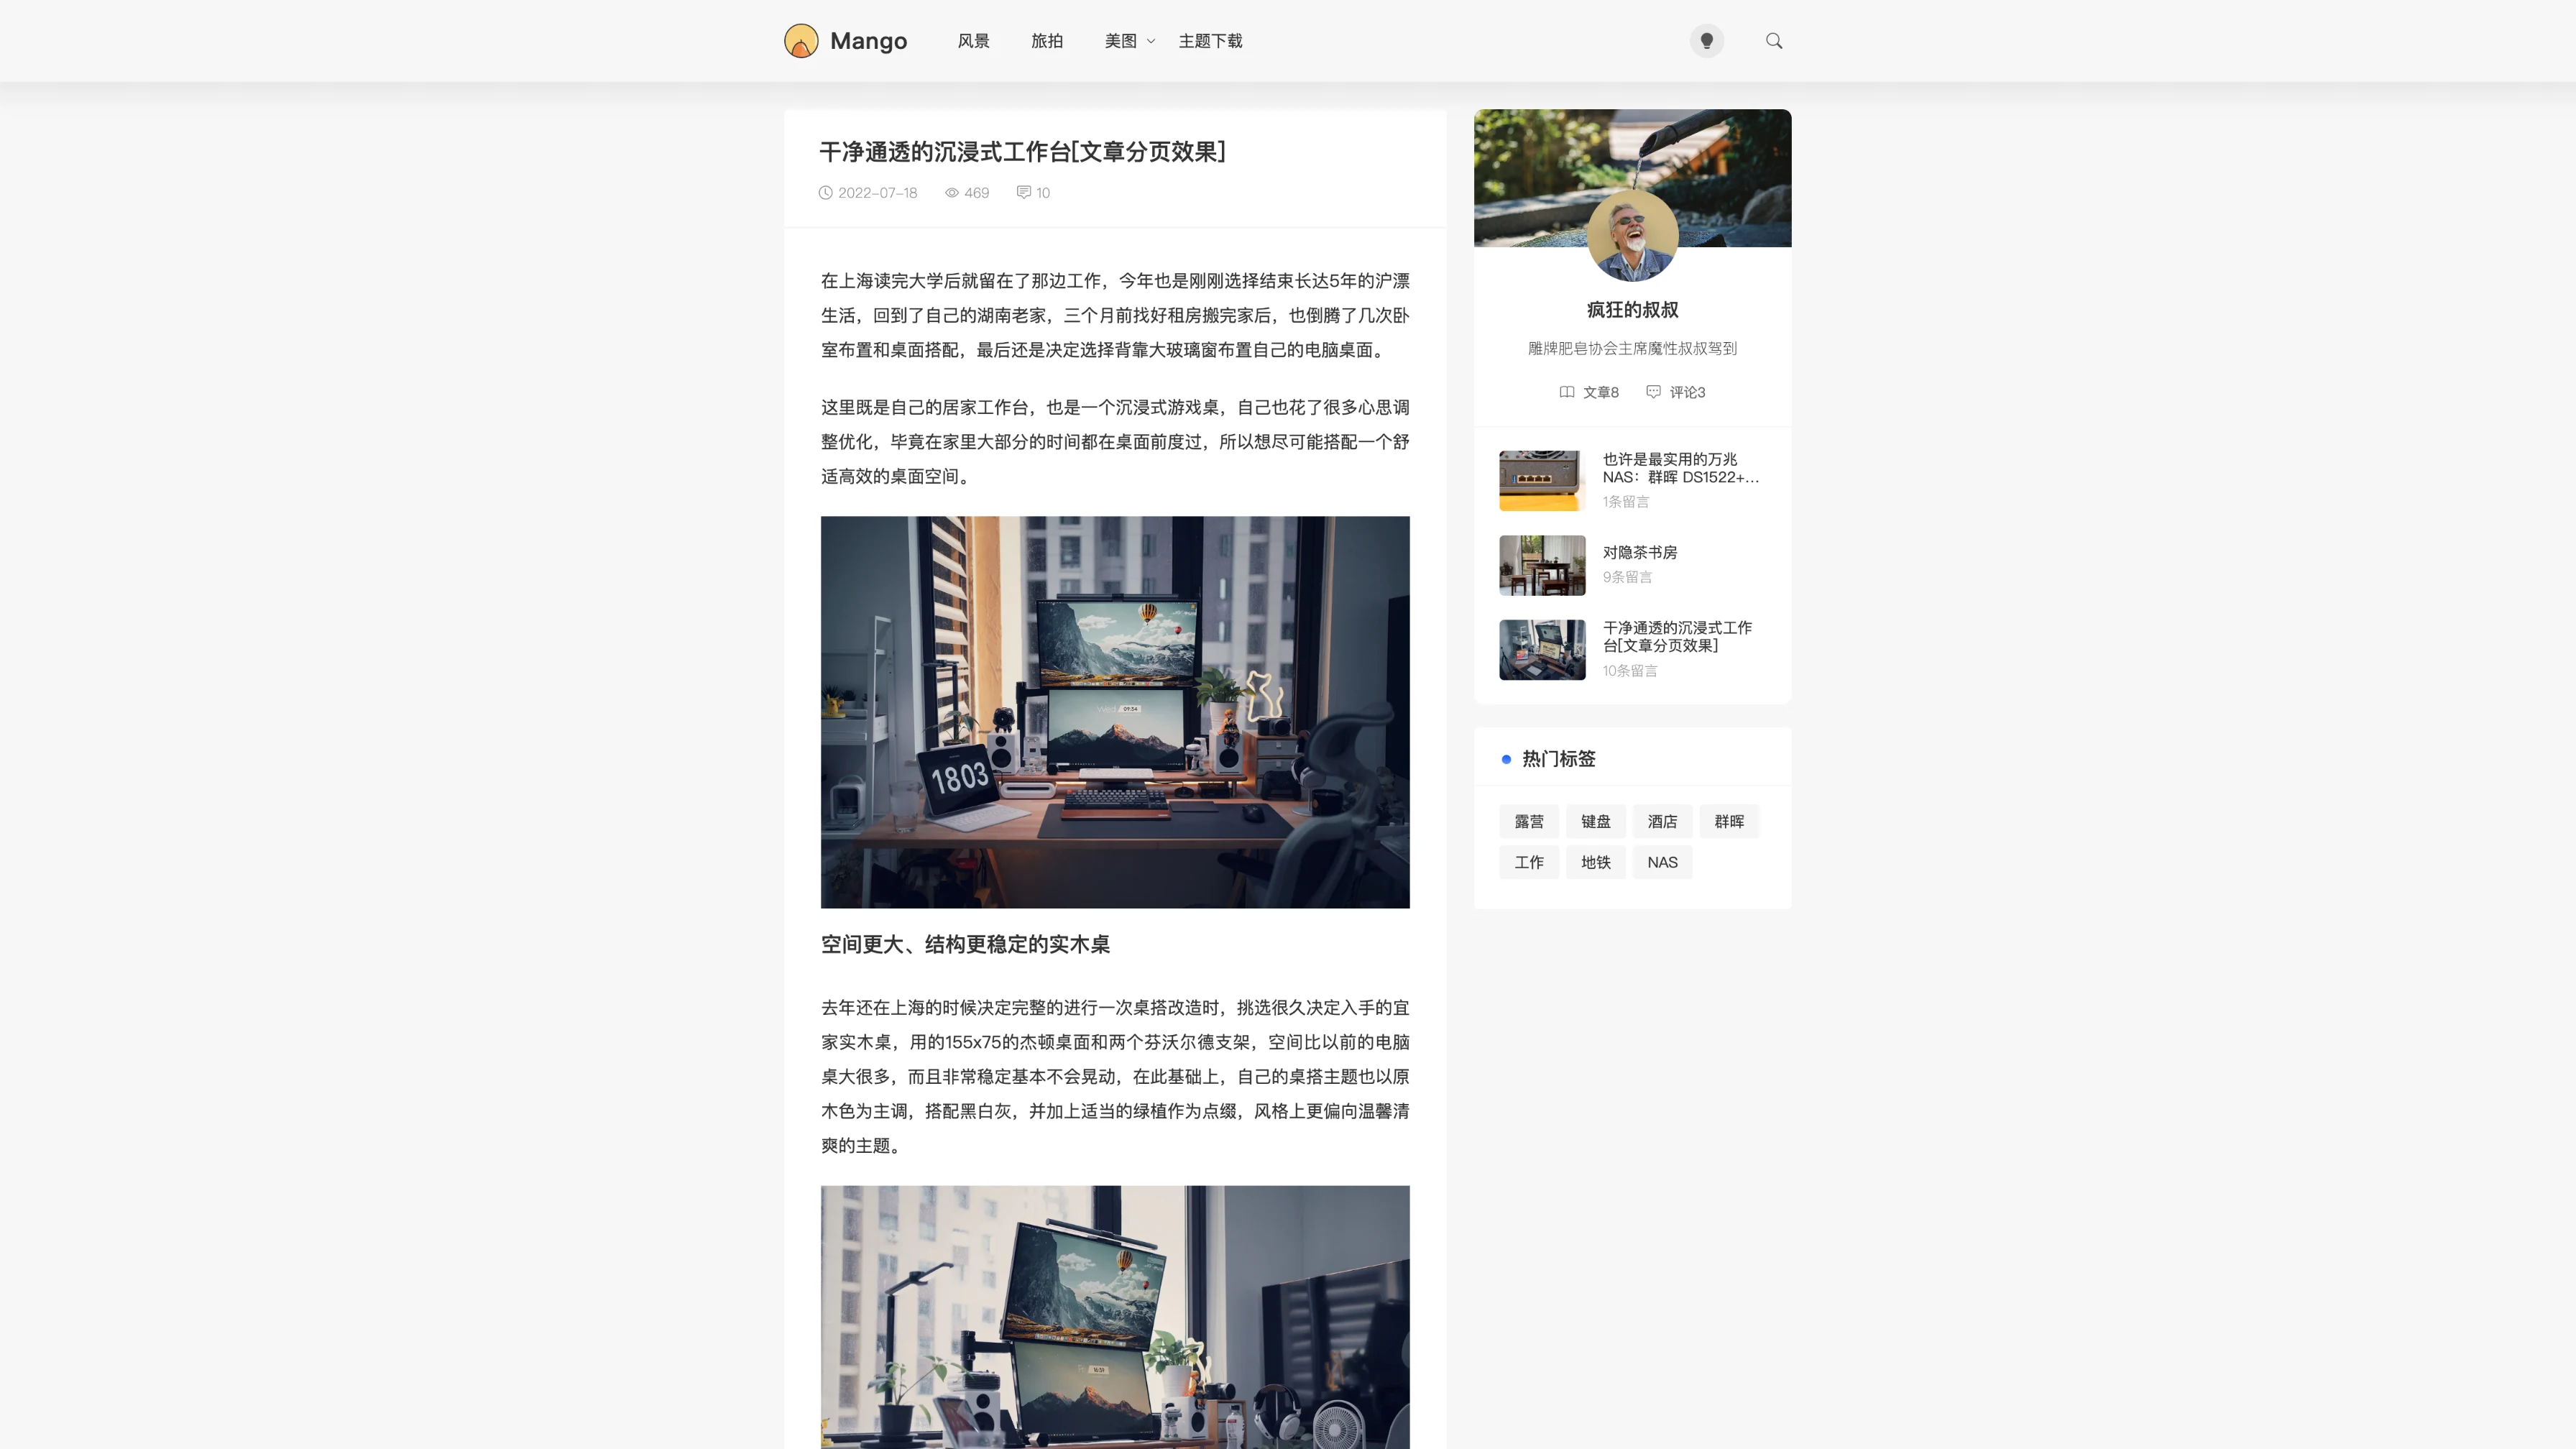 Mango
风景
旅拍
美图
主题下载
干净通透的沉浸式工作台[文章分页效果]
2022-07-18
469
10
在上海读完大学后就留在了那边工作，今年也是刚刚选择结束长达5年的沪漂
生活，回到了自己的湖南老家，三个月前找好租房搬完家后，也倒腾了几次卧
室布置和桌面搭配，最后还是决定选择背靠大玻璃窗布置自己的电脑桌面。
这里既是自己的居家工作台，也是一个沉浸式游戏桌，自己也花了很多心思调
整优化，毕竟在家里大部分的时间都在桌面前度过，所以想尽可能搭配一个舒
适高效的桌面空间。
09:34
1803
空间更大、结构更稳定的实木桌
去年还在上海的时候决定完整的进行一次桌搭改造时，挑选很久决定入手的宜
家实木桌，用的155x75的杰顿桌面和两个芬沃尔德支架，空间比以前的电脑
桌大很多，而且非常稳定基本不会晃动，在此基础上，自己的桌搭主题也以原
木色为主调，搭配黑白灰，并加上适当的绿植作为点缀，风格上更偏向温馨清
爽的主题。
疯狂的叔叔
雕牌肥皂协会主席魔性叔叔驾到
文章8
评论3
也许是最实用的万兆
NAS：群晖 DS1522+...
1条留言
对隐茶书房
9条留言
干净通透的沉浸式工作
台[文章分页效果]
10条留言
热门标签
露营
键盘
酒店
群晖
工作
地铁
NAS